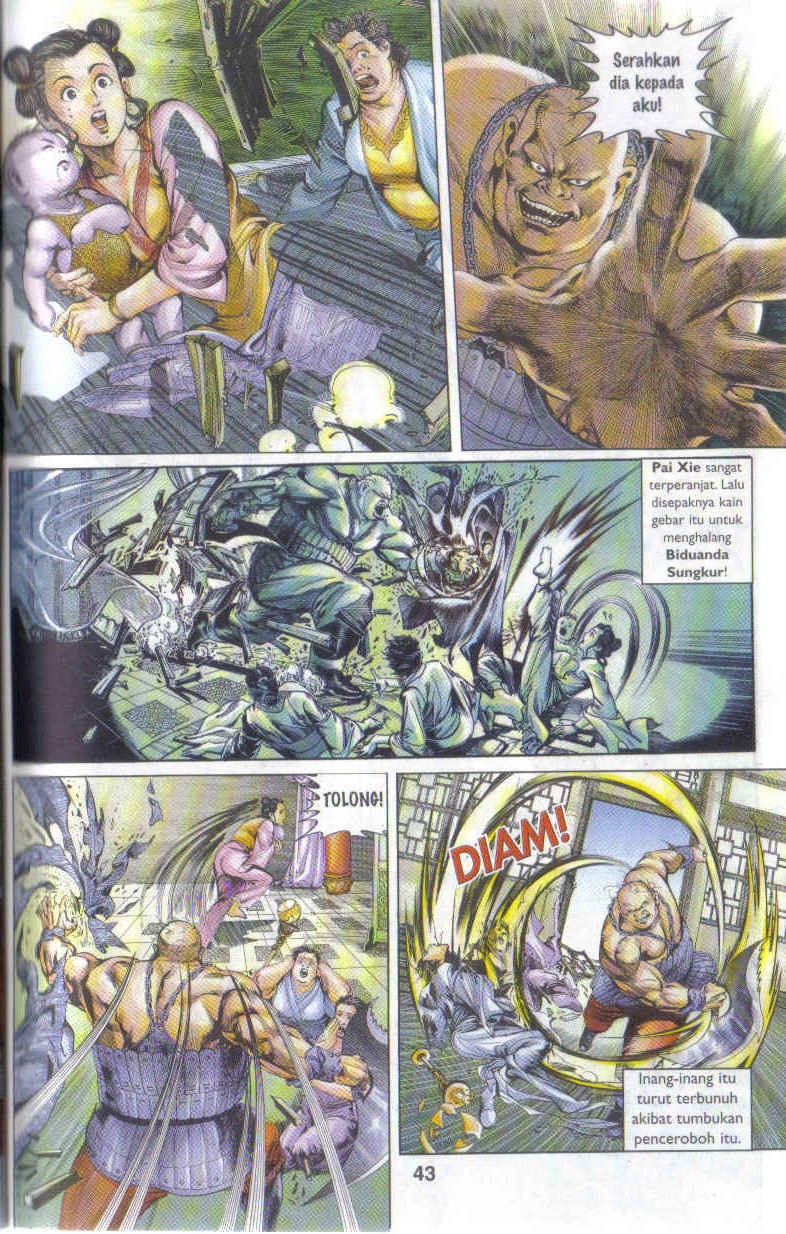 Serahkan
dia kepada
aku!
Pai Xie sangat
terperanjat. Lalu
disepaknya kain
gebar itu untuk
menghalang
Biduanda
Sungkur!
TOLONG!
DIAM!
Inang-inang itu
turut terbunuh
akibat tumbukan
penceroboh itu.
43